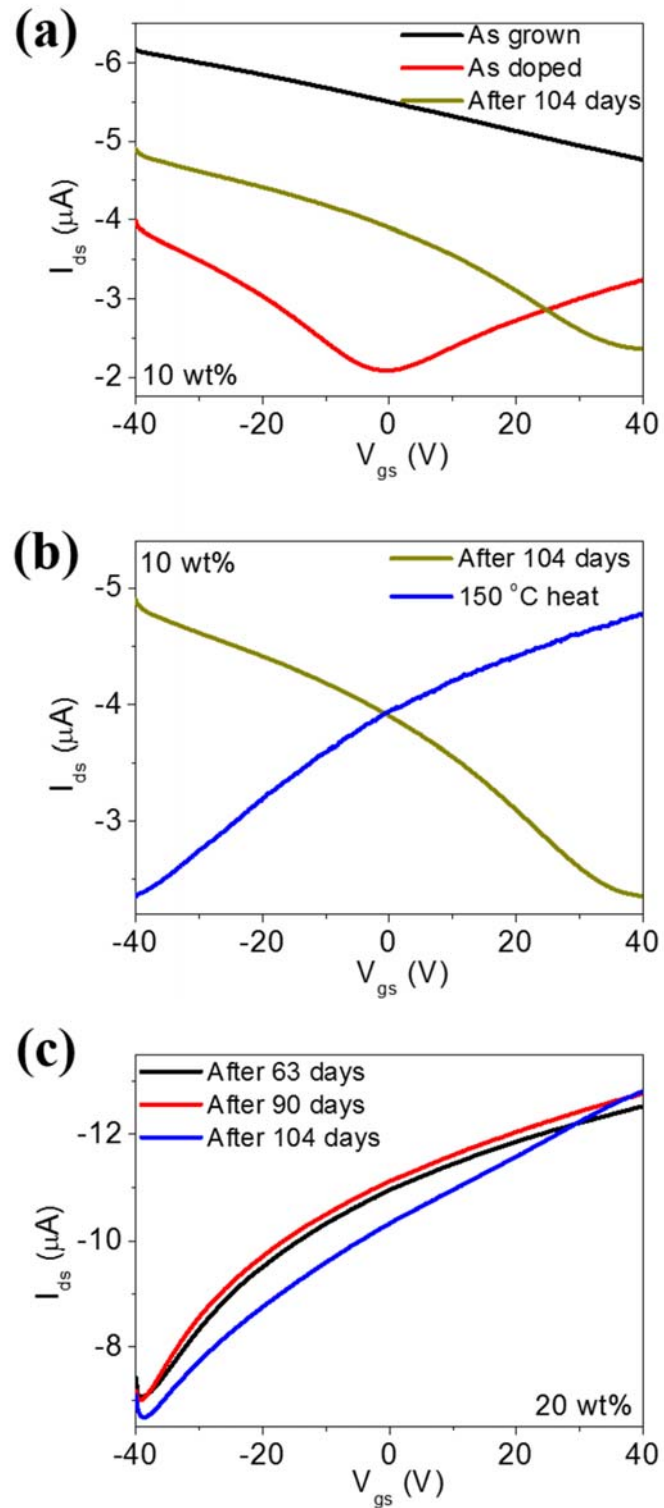 (a)
As grown
As doped
After 104 days
-6
-5
-4
-3
-2
I_ds (μA)
10 wt%
-40 -20 0 20 40
V_gs (V)
(b)
10 wt%
After 104 days
150 °C heat
-5
-4
-3
I_ds (μA)
-40 -20 0 20 40
V_gs (V)
(c)
After 63 days
After 90 days
After 104 days
-12
-10
-8
I_ds (μA)
20 wt%
-40 -20 0 20 40
V_gs (V)